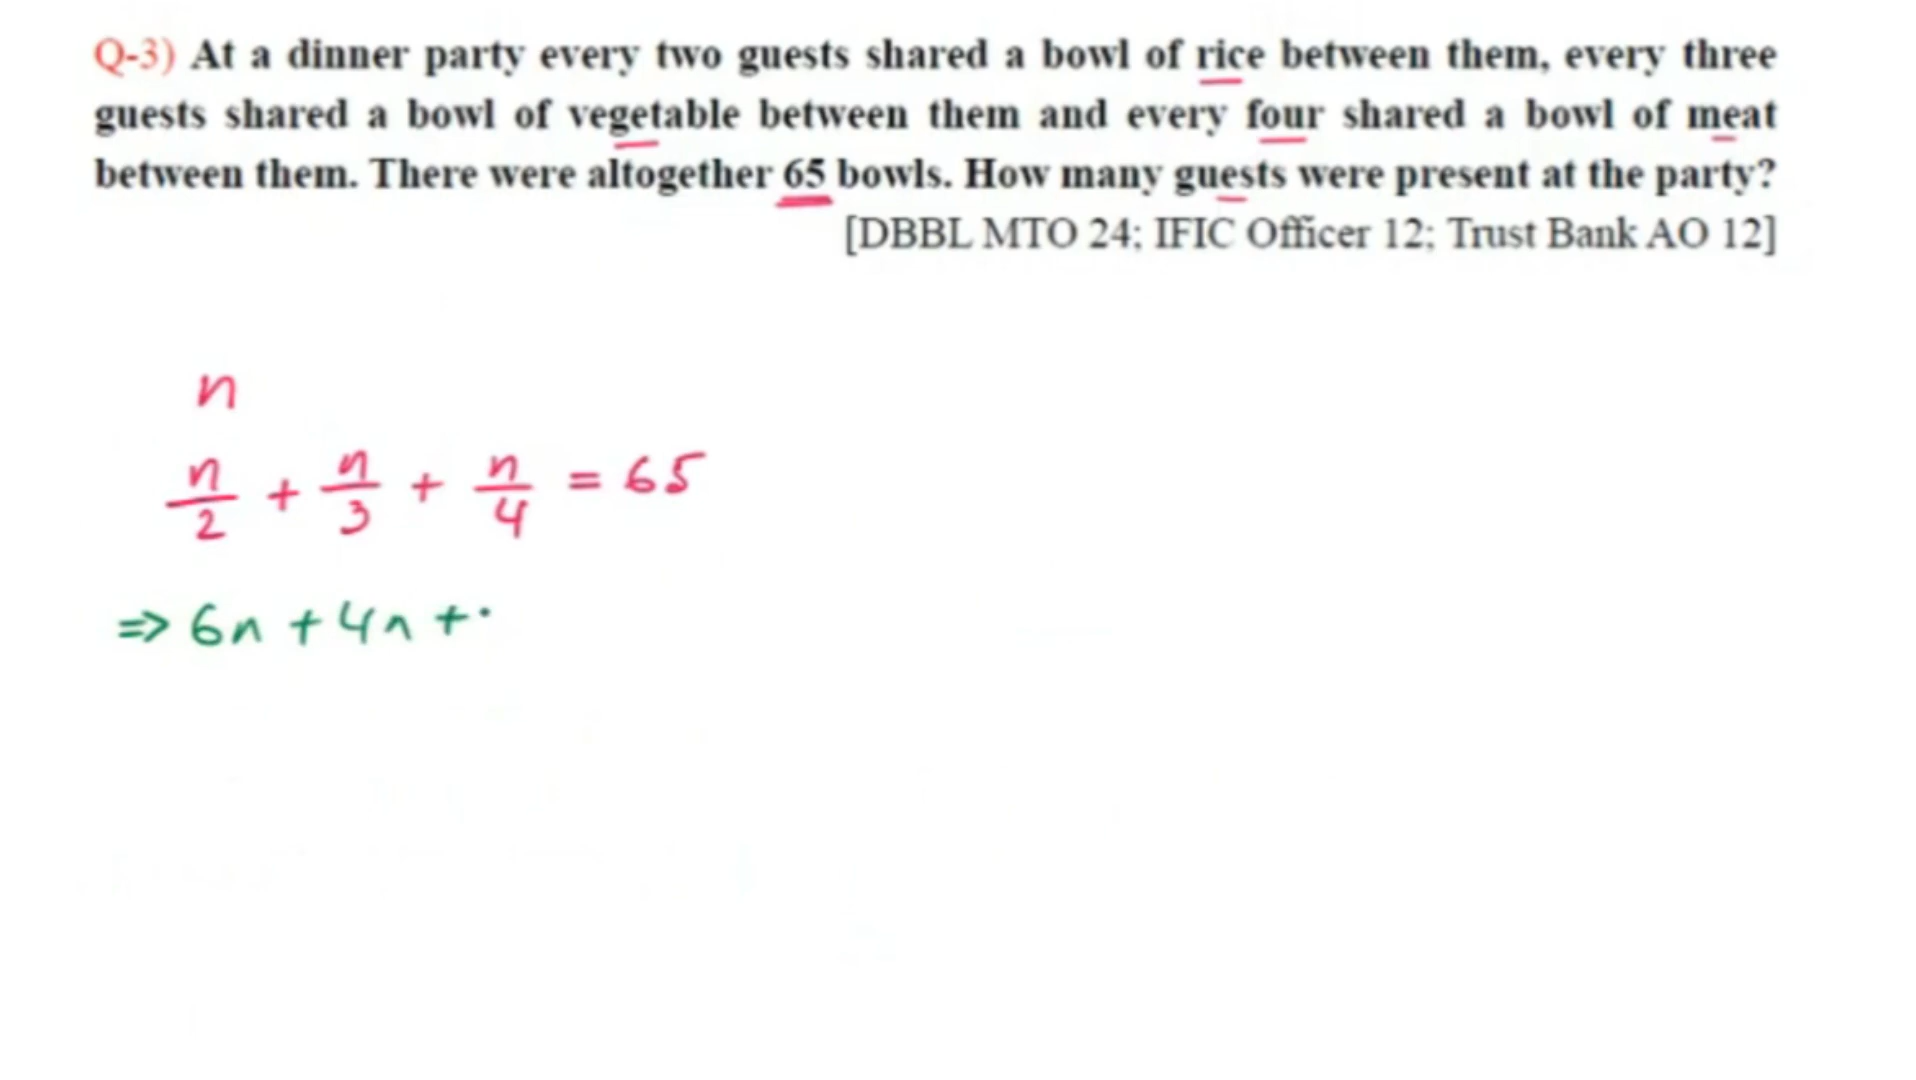 Q-3) At a dinner party every two guests shared a bowl of rice between them, every three
guests shared a bowl of vegetable between them and every four shared a bowl of meat
between them. There were altogether 65 bowls. How many guests were present at the party?
[DBBL MTO 24; IFIC Officer 12; Trust Bank AO 12]
n
n/2 + n/3 + n/4 = 65
⇒ 6n + 4n +